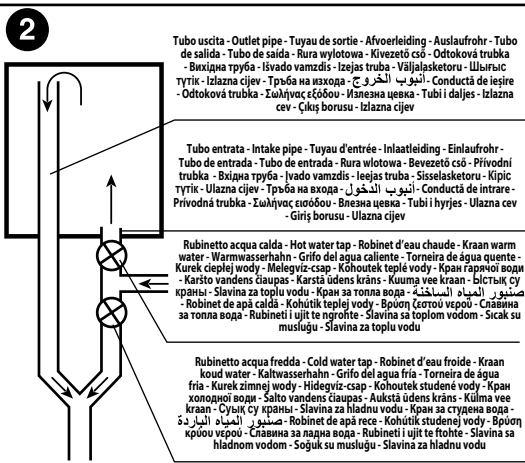 2
Tubo uscita - Outlet pipe - Tuyau de sortie - Afvoerleiding - Auslaufrohr - Tubo
de salida - Tubo de saída - Rura wylotowa - Kivezető cső - Odtoková trubka
- Вихідна труба - Išvado vamzdis - Izejas truba - Väljalasketoru - Шығыс
түтік - Izlazna cijev - Тръба на изхода - أنبوب الخروج - Conductă de ieșire
- Odtoková trubka - Σωλήνας εξόδου - Излезна цевка - Tubi i daljes - Izlazna
cev - Çıkış borusu - Izlazna cijev
Tubo entrata - Intake pipe - Tuyau d'entrée - Inlaatleiding - Einlaufrohr -
Tubo de entrada - Tubo de entrada - Rura wlotowa - Bevezető cső - Přívodní
trubka - Вхідна труба - Įvado vamzdis - Ieejas truba - Sisselasketoru - Кіріс
түтік - Ulazna cijev - Тръба на входа - أنبوب الدخول - Conductă de intrare -
Prívodná trubka - Σωλήνας εισόδου - Влезна цевка - Tubi i hyrjes - Ulazna cev
- Giriş borusu - Ulazna cijev
Rubinetto acqua calda - Hot water tap - Robinet d'eau chaude - Kraan warm
water - Warmwasserhahn - Grifo del agua caliente - Torneira de água quente -
Kurek ciepłej wody - Melegvíz-csap - Kohoutek teplé vody - Кран гарячої води
- Karšto vandens čiaupas - Karstā ūdens krāns - Kuuma vee kraan - Ыстық су
краны - Slavina za toplu vodu - Кран за топла вода - صنبور المياه الساخنة
- Robinet de apă caldă - Kohútik teplej vody - Βρύση ζεστού νερού - Славина
за топла вода - Rubineti i ujit te ngrohte - Slavina sa toplom vodom - Sıcak su
musluğu - Slavina za toplu vodu
Rubinetto acqua fredda - Cold water tap - Robinet d'eau froide - Kraan
koud water - Kaltwasserhahn - Grifo del agua fría - Torneira de água
fria - Kurek zimnej wody - Hidegvíz-csap - Kohoutek studené vody - Кран
холодної води - Šalto vandens čiaupas - Aukstā ūdens krāns - Külma vee
kraan - Суық су краны - Slavina za hladnu vodu - Кран за студена вода -
صنبور المياه الباردة - Robinet de apă rece - Kohútik studenej vody - Βρύση
κρύου νερού - Славина за ладна вода - Rubineti i ujit te ftohte - Slavina sa
hladnom vodom - Soğuk su musluğu - Slavina za hladnu vodu